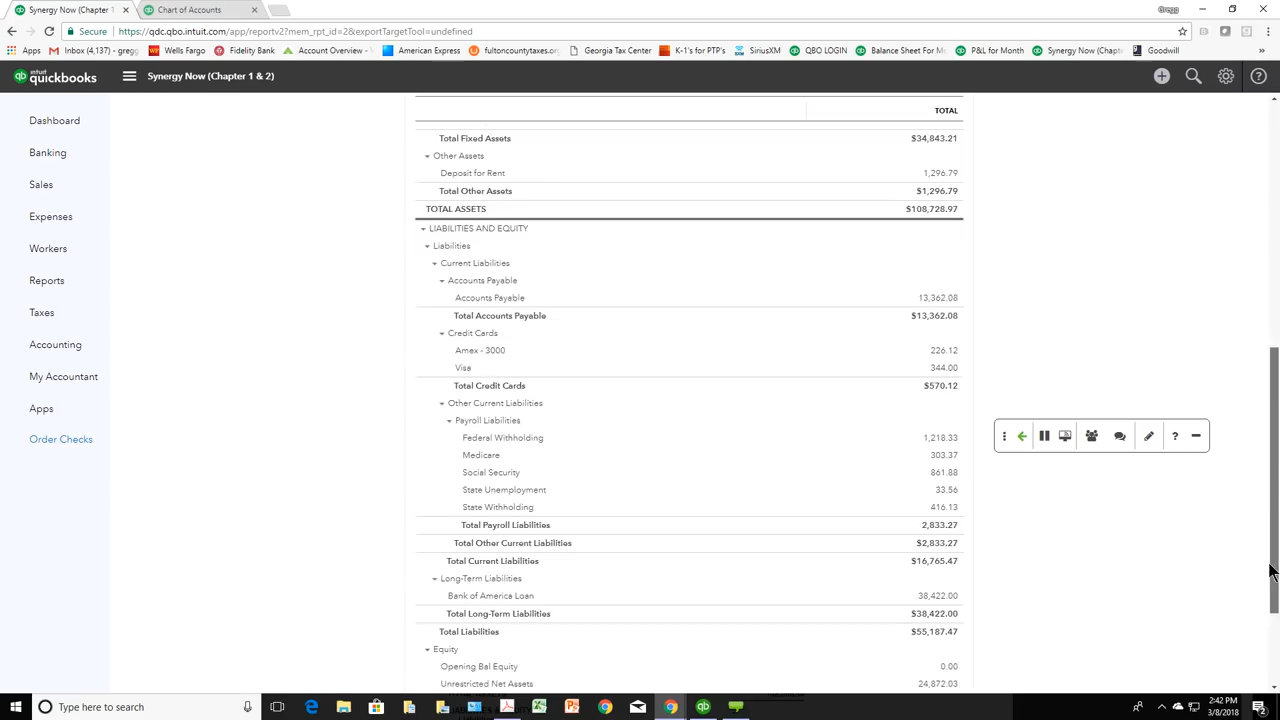 Synergy Now (Chapter 1 ×
Chart of Accounts ×
Gregg
Secure https://qdc.qbo.intuit.com/app/reportv2?mem_rpt_id=2&exportTargetTool=undefined
Apps Inbox (4,137) - gregg Wells Fargo Fidelity Bank Account Overview - American Express fultoncountytaxes.org Georgia Tax Center K-1's for PTP's SiriusXM QBO LOGIN Balance Sheet For M P&L for Month Synergy Now (Chapt Goodwill »
intuit
quickbooks
Synergy Now (Chapter 1 & 2)
Dashboard
Banking
Sales
Expenses
Workers
Reports
Taxes
Accounting
My Accountant
Apps
Order Checks
TOTAL
Total Fixed Assets $34,843.21
Other Assets
Deposit for Rent 1,296.79
Total Other Assets $1,296.79
TOTAL ASSETS $108,728.97
LIABILITIES AND EQUITY
Liabilities
Current Liabilities
Accounts Payable
Accounts Payable 13,362.08
Total Accounts Payable $13,362.08
Credit Cards
Amex - 3000 226.12
Visa 344.00
Total Credit Cards $570.12
Other Current Liabilities
Payroll Liabilities
Federal Withholding 1,218.33
Medicare 303.37
Social Security 861.88
State Unemployment 33.56
State Withholding 416.13
Total Payroll Liabilities 2,833.27
Total Other Current Liabilities $2,833.27
Total Current Liabilities $16,765.47
Long-Term Liabilities
Bank of America Loan 38,422.00
Total Long-Term Liabilities $38,422.00
Total Liabilities $55,187.47
Equity
Opening Bal Equity 0.00
Unrestricted Net Assets 24,872.03
Type here to search
2:42 PM
3/8/2018